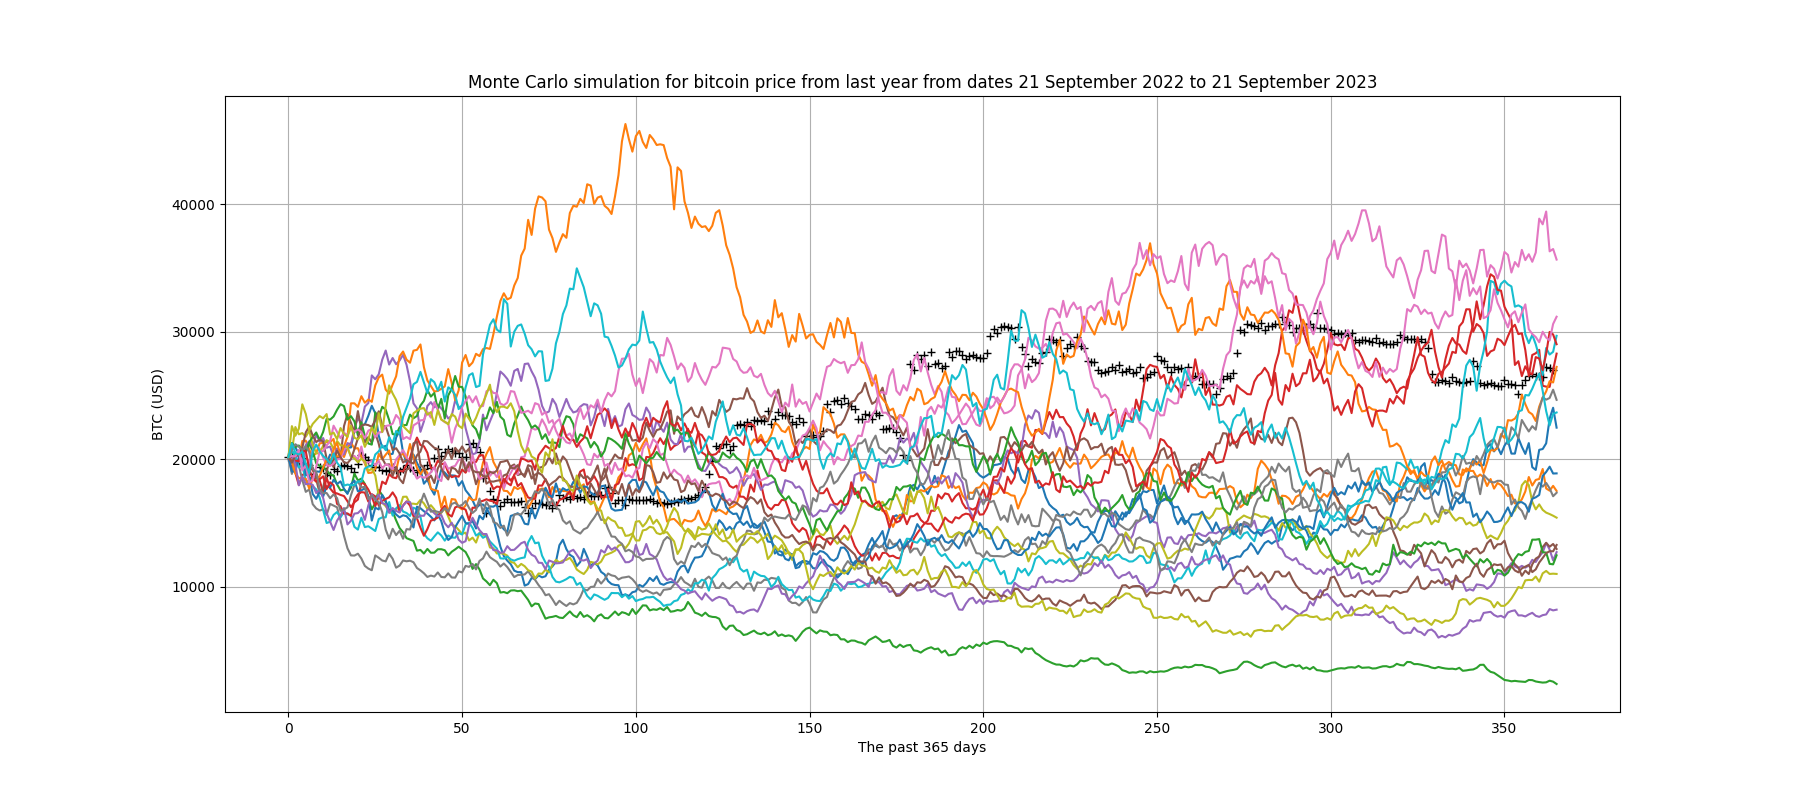 Monte Carlo simulation for bitcoin price from last year from dates 21 September 2022 to 21 September 2023
BTC (USD)
40000
30000
20000
10000
0 50 100 150 200 250 300 350
The past 365 days